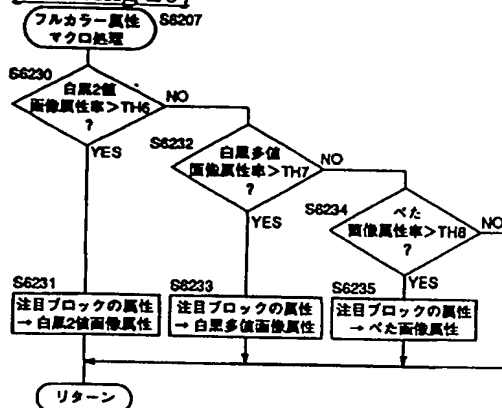 フルカラー属性
マクロ処理
S6207
S6230
白黒2値
画像属性率>TH6
?
NO
YES
S6232
白黒多値
画像属性率>TH7
?
NO
YES
S6234
べた
画像属性率>TH8
?
NO
YES
S6231
注目ブロックの属性
→ 白黒2値画像属性
S6233
注目ブロックの属性
→ 白黒多値画像属性
S6235
注目ブロックの属性
→ べた画像属性
リターン